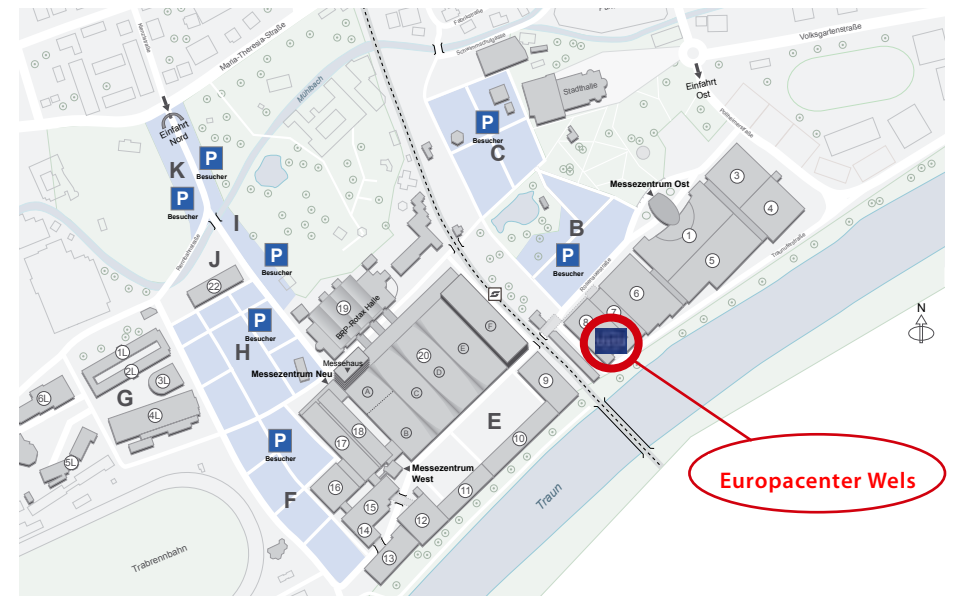 Fabrikstraße
Volksgartenstraße
Maria-Theresia-Straße
Mühlbach
Stadthalle
Einfahrt
Ost
Pollheimerstraße
Einfahrt
Nord
P
Besucher
C
K
P
Besucher
P
Besucher
Messezentrum Ost
3
4
I
B
1
J
P
Besucher
P
Besucher
5
Traunuferstraße
22
6
19
BRP-Rotax Halle
7
8
N
P
Besucher
F
H
1L
20
E
Messehaus
2L
D
Messezentrum Neu
3L
9
6L
G
A
C
4L
E
18
B
P
Besucher
17
10
5L
Messezentrum
West
Europacenter Wels
16
11
F
15
Traun
12
14
13
Trabrennbahn